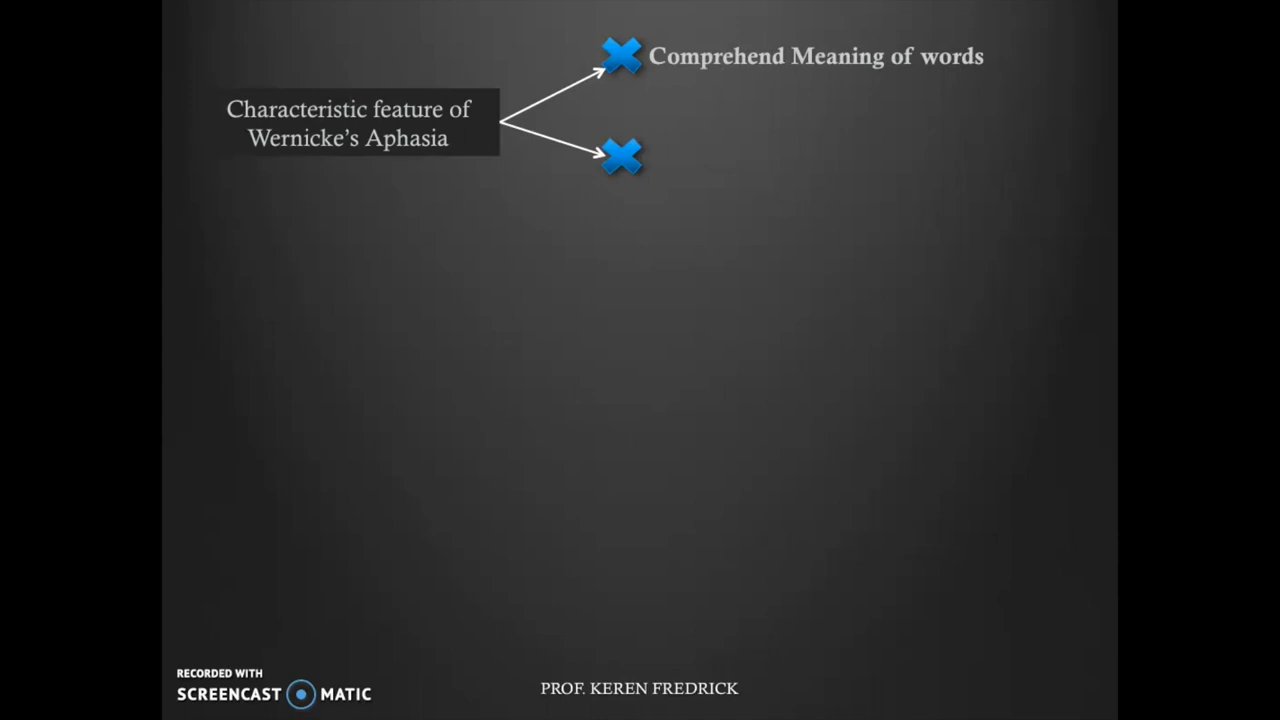 Comprehend Meaning of words
Characteristic feature of
Wernicke’s Aphasia
RECORDED WITH
SCREENCAST MATIC
PROF. KEREN FREDRICK